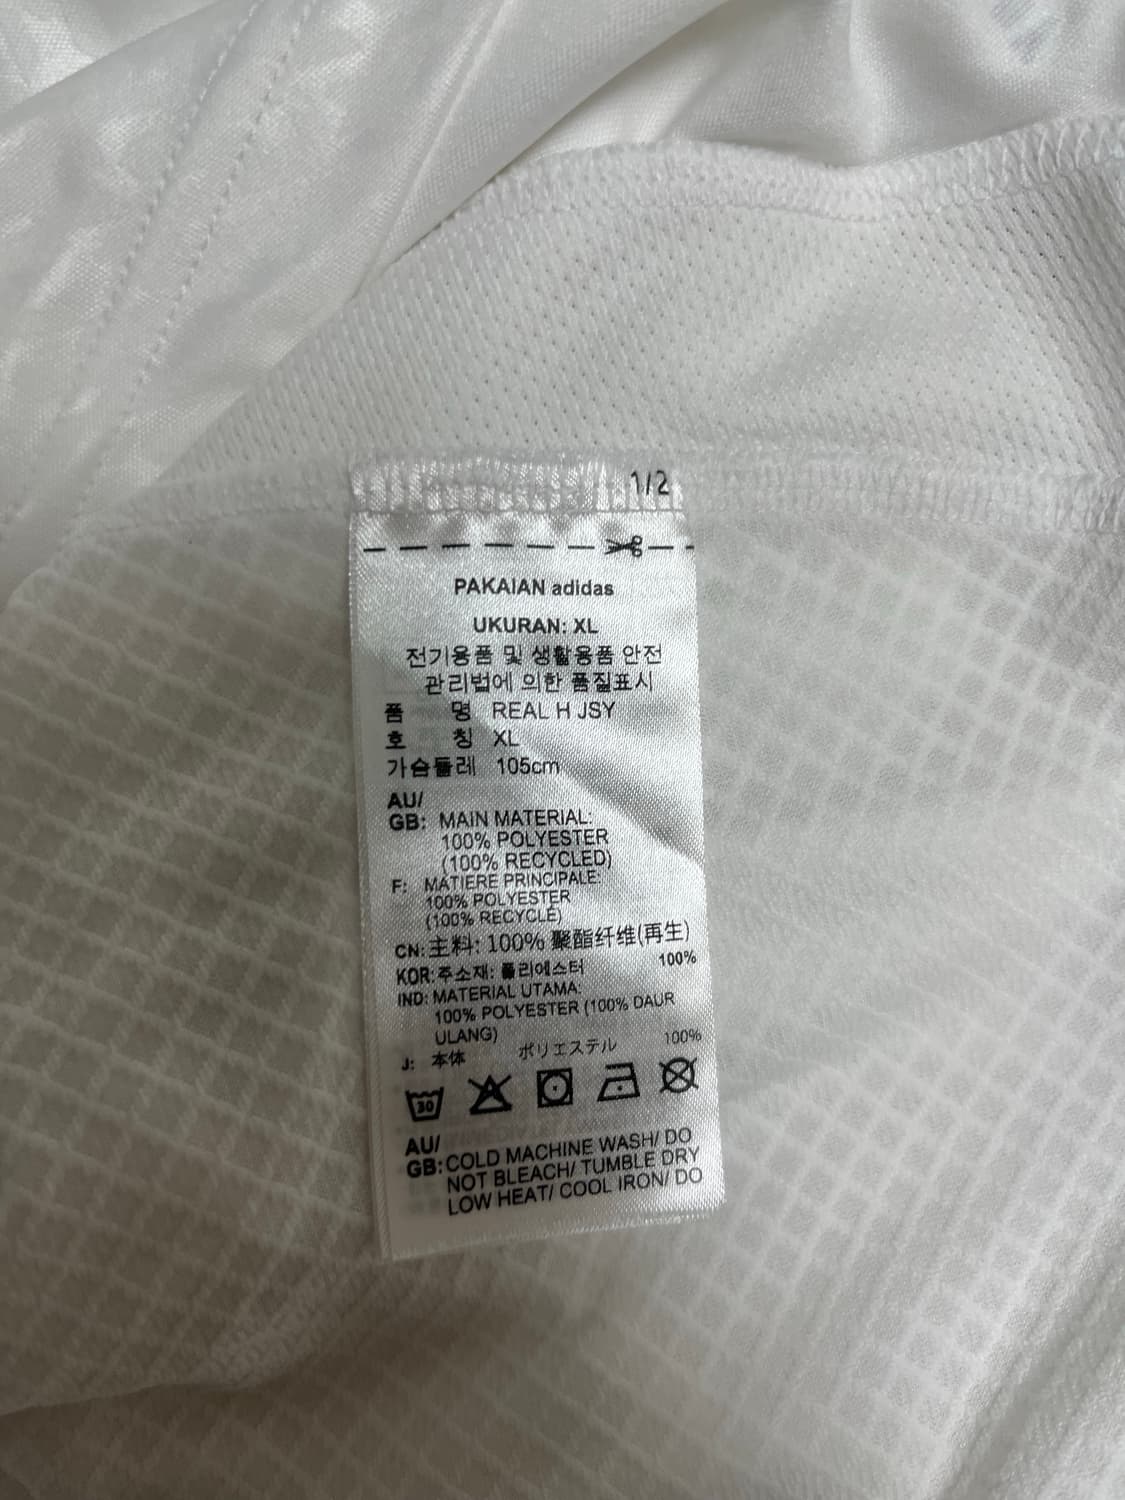 1/2
PAKAIAN adidas
UKURAN: XL
전기용품 및 생활용품 안전
관리법에 의한 품질표시
품 명 REAL H JSY
호 칭 XL
가슴둘레 105cm
AU/
GB: MAIN MATERIAL:
100% POLYESTER
(100% RECYCLED)
F: MATIERE PRINCIPALE:
100% POLYESTER
(100% RECYCLÉ)
CN: 主料: 100% 聚酯纤维(再生)
KOR: 주소재: 폴리에스터 100%
IND: MATERIAL UTAMA:
100% POLYESTER (100% DAUR
ULANG)
J: 本体 ポリエステル 100%
30
AU/
GB: COLD MACHINE WASH/ DO
NOT BLEACH/ TUMBLE DRY
LOW HEAT/ COOL IRON/ DO